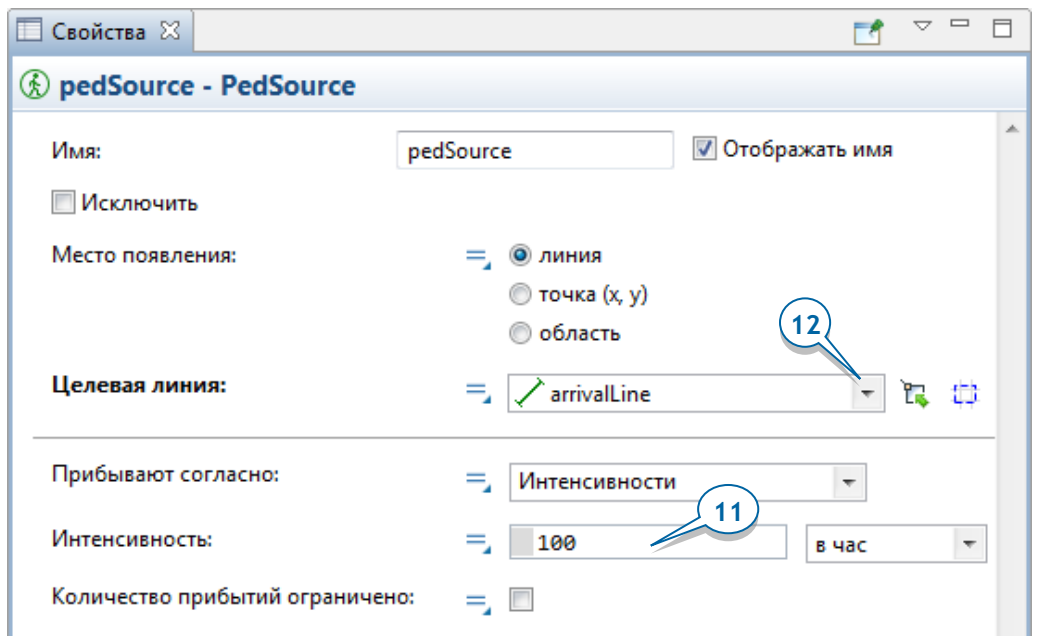 Свойства
pedSource - PedSource
Имя: pedSource Отображать имя
Исключить
Место появления: линия
точка (x, y)
область
12
Целевая линия: arrivalLine
Прибывают согласно: Интенсивности
11
Интенсивность: 100 в час
Количество прибытий ограничено: